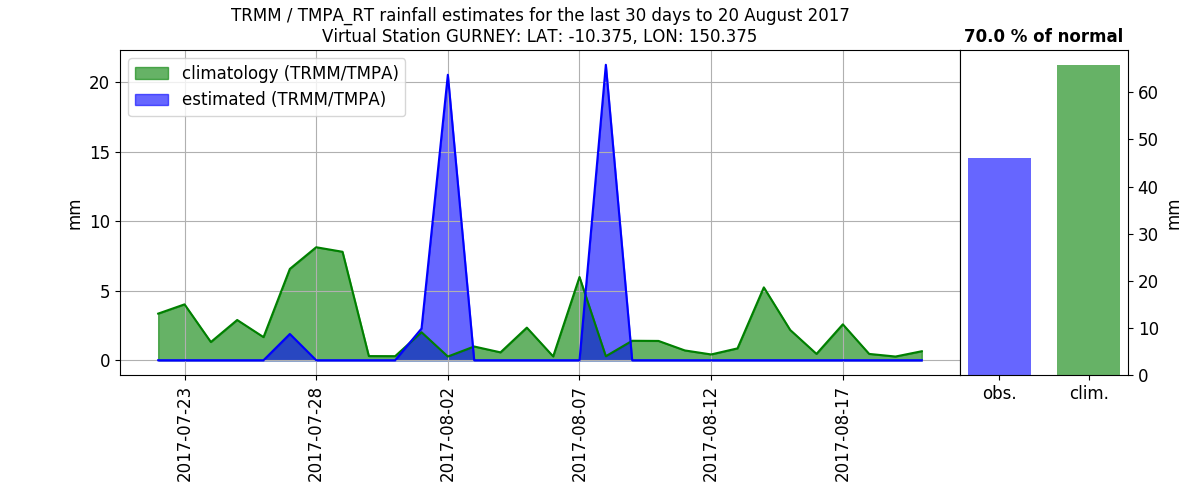 TRMM / TMPA_RT rainfall estimates for the last 30 days to 20 August 2017
Virtual Station GURNEY: LAT: -10.375, LON: 150.375
70.0 % of normal
climatology (TRMM/TMPA)
estimated (TRMM/TMPA)
20
15
10
5
0
mm
2017-07-23
2017-07-28
2017-08-02
2017-08-07
2017-08-12
2017-08-17
60
50
40
30
20
10
0
mm
obs.
clim.